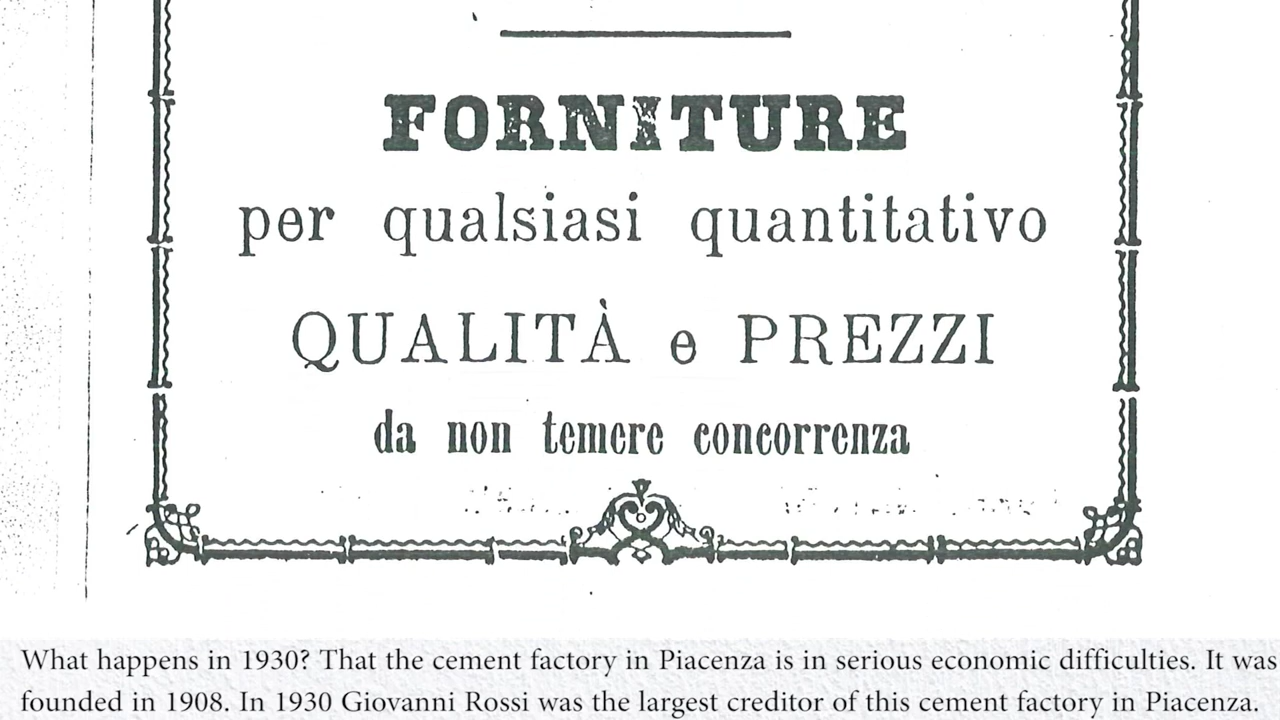 FORNITURE
per qualsiasi quantitativo
QUALITÀ e PREZZI
da non temere concorrenza
What happens in 1930? That the cement factory in Piacenza is in serious economic difficulties. It was
founded in 1908. In 1930 Giovanni Rossi was the largest creditor of this cement factory in Piacenza.